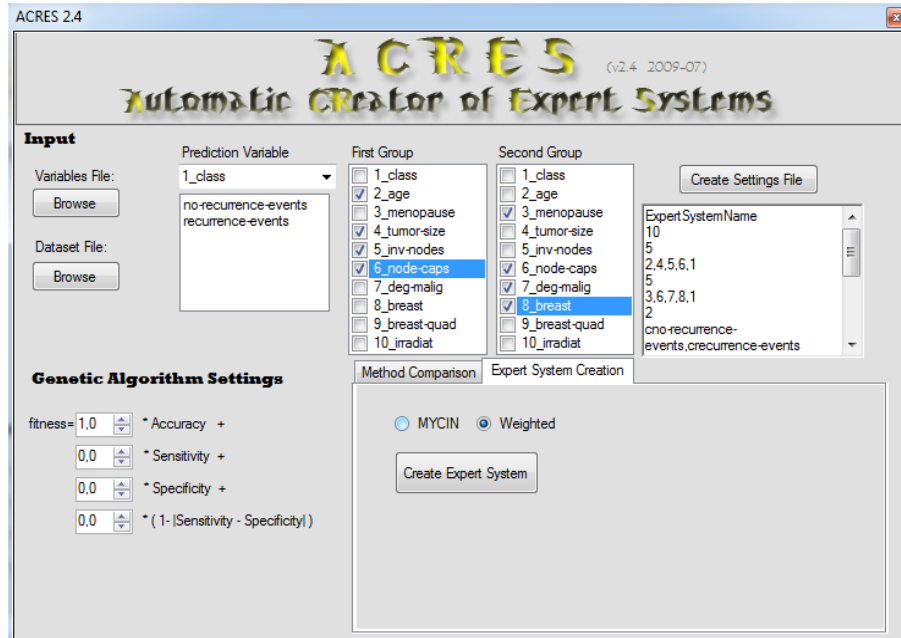 ACRES 2.4
ACRES (v2.4 2009-07)
Automatic CReator of Expert Systems
Input
Variables File:
Browse
Dataset File:
Browse
Prediction Variable
1_class
no-recurrence-events
recurrence-events
First Group
1_class
2_age
3_menopause
4_tumor-size
5_inv-nodes
6_node-caps
7_deg-malig
8_breast
9_breast-quad
10_irradiat
Second Group
1_class
2_age
3_menopause
4_tumor-size
5_inv-nodes
6_node-caps
7_deg-malig
8_breast
9_breast-quad
10_irradiat
Create Settings File
ExpertSystemName
10
5
2,4,5,6,1
5
3,6,7,8,1
2
cno-recurrence-
events,crecurrence-events
Genetic Algorithm Settings
fitness= 1,0 * Accuracy +
0,0 * Sensitivity +
0,0 * Specificity +
0,0 * ( 1- |Sensitivity - Specificity| )
Method Comparison Expert System Creation
MYCIN Weighted
Create Expert System